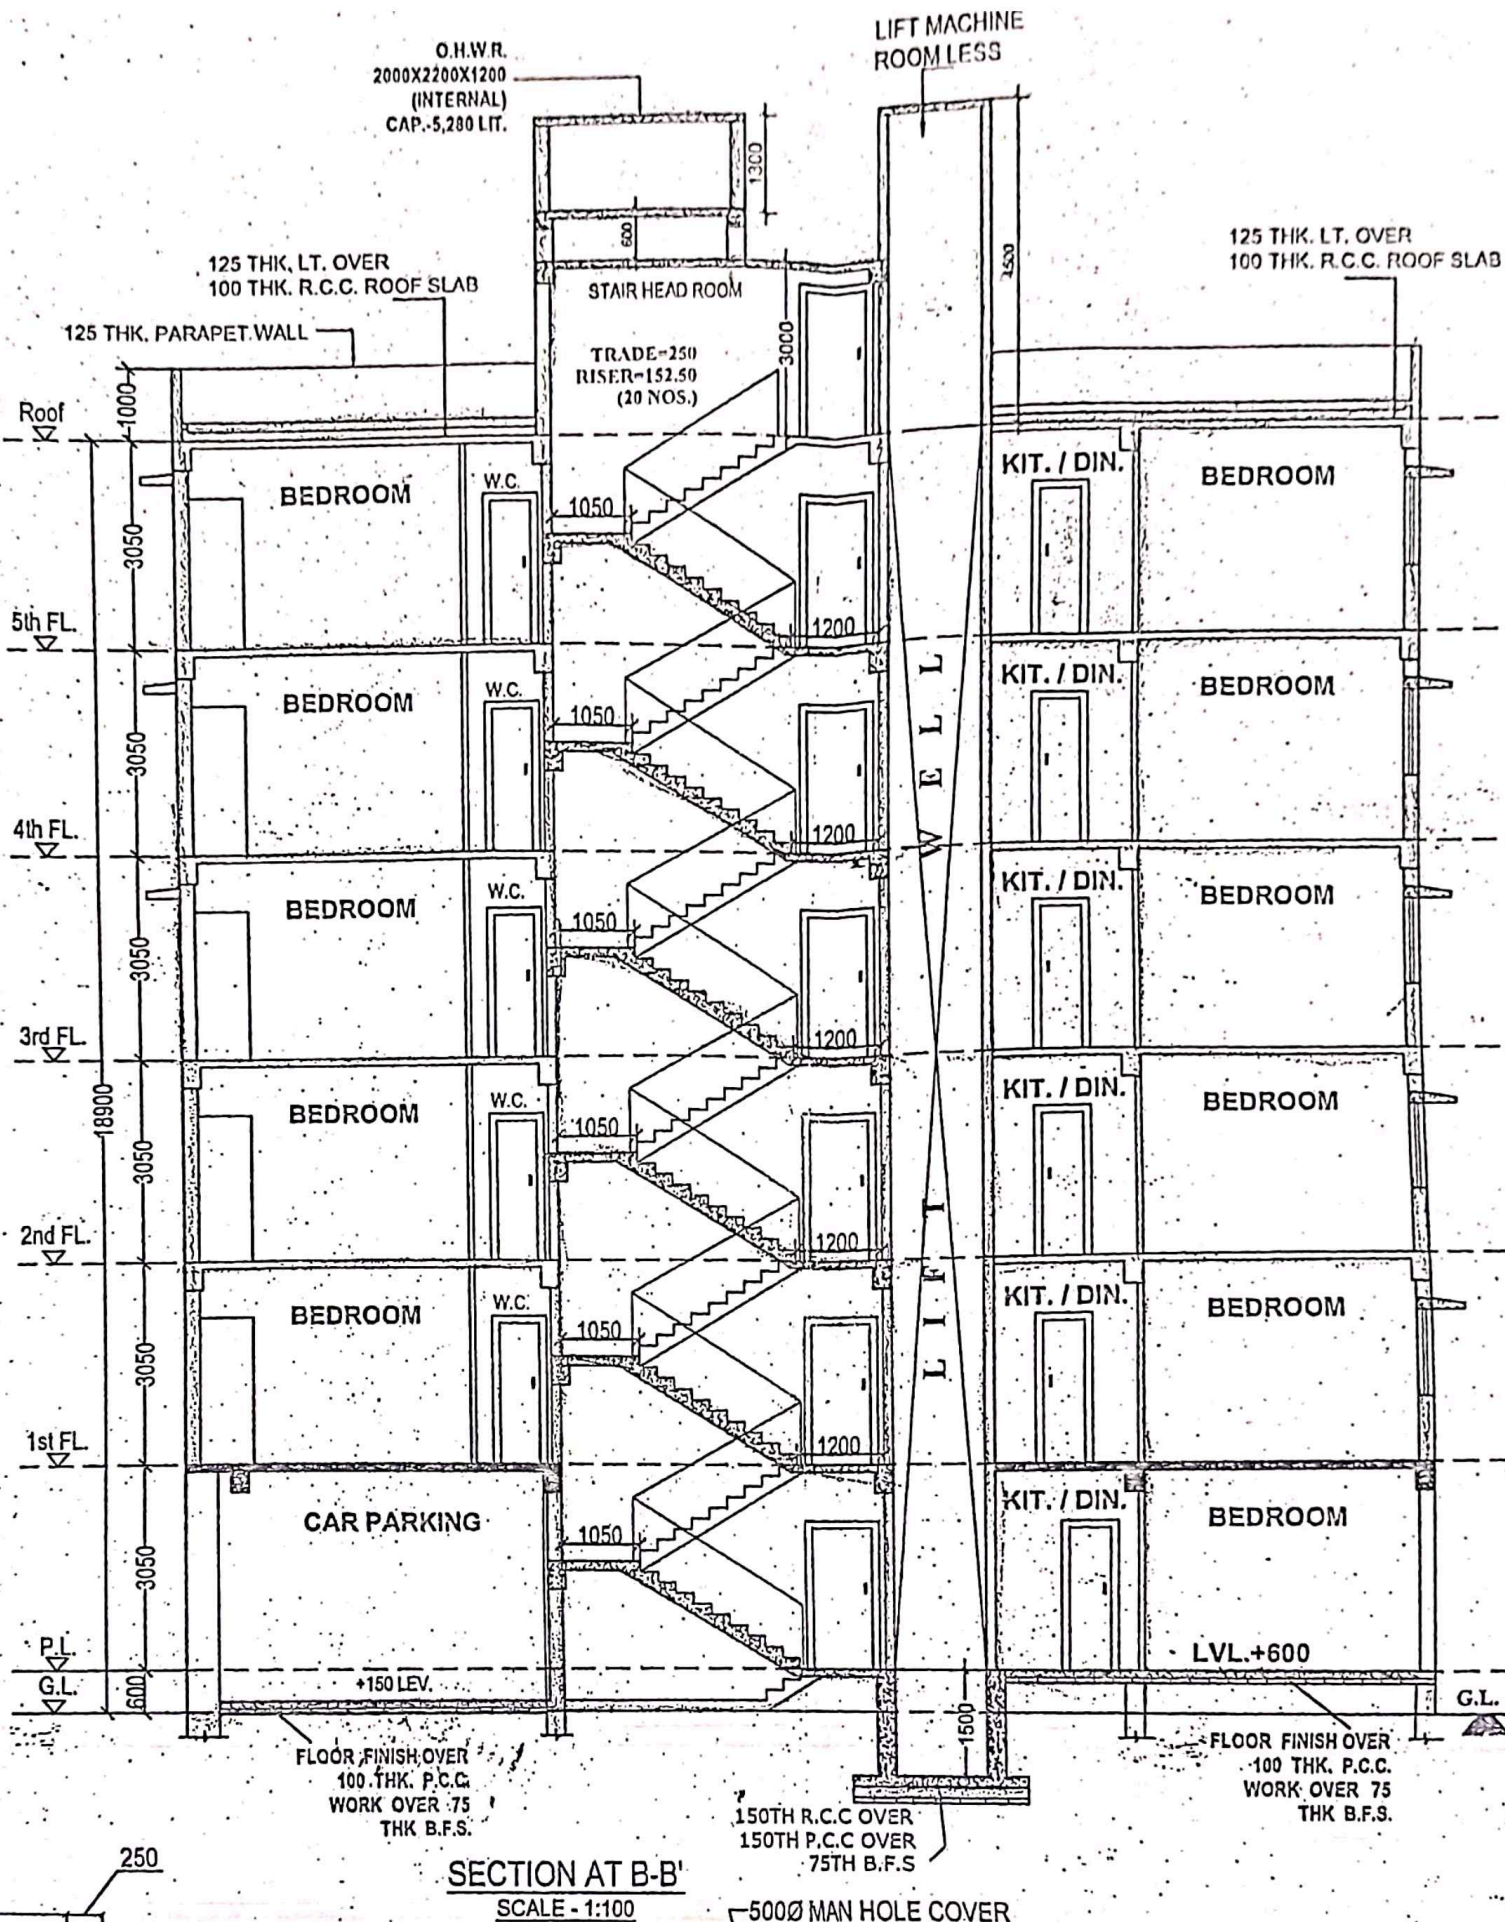 LIFT MACHINE
ROOM LESS
O.H.W.R.
2000X2200X1200
(INTERNAL)
CAP.-5,280 LIT.
1300
600
4500
125 THK. LT. OVER
100 THK. R.C.C. ROOF SLAB
125 THK. LT. OVER
100 THK. R.C.C. ROOF SLAB
125 THK. PARAPET WALL
STAIR HEAD ROOM
3000
TRADE=250
RISER=152.50
(20 NOS.)
1000
Roof
BEDROOM
W.C.
1050
KIT. / DIN.
BEDROOM
3050
5th FL.
1200
BEDROOM
W.C.
1050
KIT. / DIN.
BEDROOM
3050
4th FL.
1200
BEDROOM
W.C.
1050
KIT. / DIN.
BEDROOM
3050
3rd FL.
1200
18900
BEDROOM
W.C.
1050
KIT. / DIN.
BEDROOM
3050
2nd FL.
1200
LIFT WELL
BEDROOM
W.C.
1050
KIT. / DIN.
BEDROOM
3050
1st FL.
1200
CAR PARKING
1050
KIT. / DIN.
BEDROOM
3050
P.L.
LVL.+600
G.L.
600
+150 LEV.
1500
G.L.
FLOOR FINISH OVER
100 THK. P.C.C.
WORK OVER 75
THK B.F.S.
150TH R.C.C OVER
150TH P.C.C OVER
75TH B.F.S
FLOOR FINISH OVER
100 THK. P.C.C.
WORK OVER 75
THK B.F.S.
250
SECTION AT B-B'
SCALE - 1:100
500Ø MAN HOLE COVER